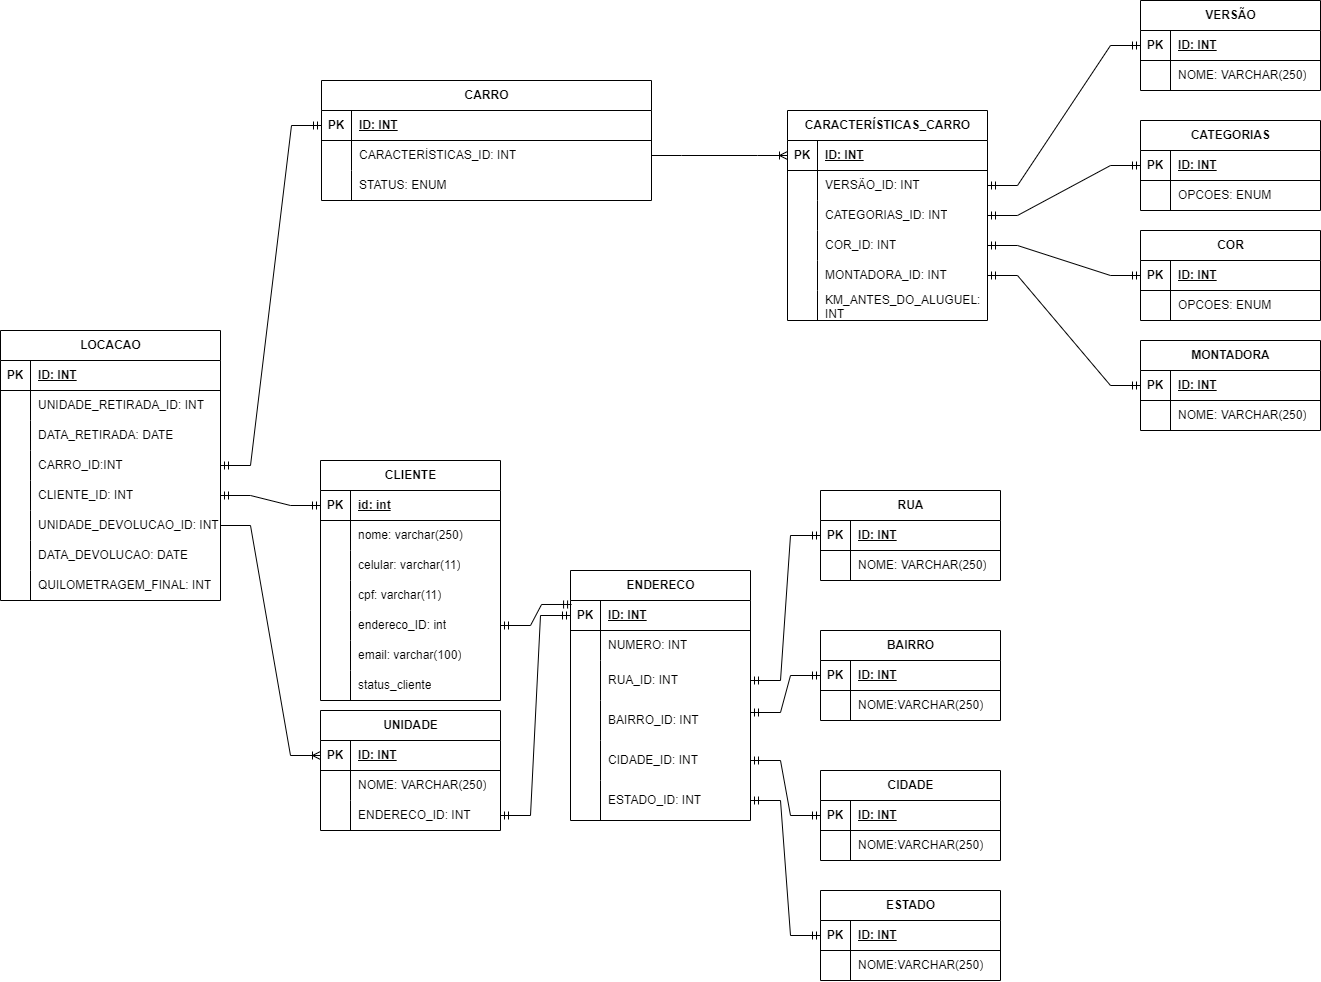 VERSÃO
PK ID: INT
NOME: VARCHAR(250)
CATEGORIAS
PK ID: INT
OPCOES: ENUM
COR
PK ID: INT
OPCOES: ENUM
MONTADORA
PK ID: INT
NOME: VARCHAR(250)
CARRO
PK ID: INT
CARACTERÍSTICAS_ID: INT
STATUS: ENUM
CARACTERÍSTICAS_CARRO
PK ID: INT
VERSÃO_ID: INT
CATEGORIAS_ID: INT
COR_ID: INT
MONTADORA_ID: INT
KM_ANTES_DO_ALUGUEL:
INT
LOCACAO
PK ID: INT
UNIDADE_RETIRADA_ID: INT
DATA_RETIRADA: DATE
CARRO_ID:INT
CLIENTE_ID: INT
UNIDADE_DEVOLUCAO_ID: INT
DATA_DEVOLUCAO: DATE
QUILOMETRAGEM_FINAL: INT
CLIENTE
PK id: int
nome: varchar(250)
celular: varchar(11)
cpf: varchar(11)
endereco_ID: int
email: varchar(100)
status_cliente
UNIDADE
PK ID: INT
NOME: VARCHAR(250)
ENDERECO_ID: INT
ENDERECO
PK ID: INT
NUMERO: INT
RUA_ID: INT
BAIRRO_ID: INT
CIDADE_ID: INT
ESTADO_ID: INT
RUA
PK ID: INT
NOME: VARCHAR(250)
BAIRRO
PK ID: INT
NOME:VARCHAR(250)
CIDADE
PK ID: INT
NOME:VARCHAR(250)
ESTADO
PK ID: INT
NOME:VARCHAR(250)